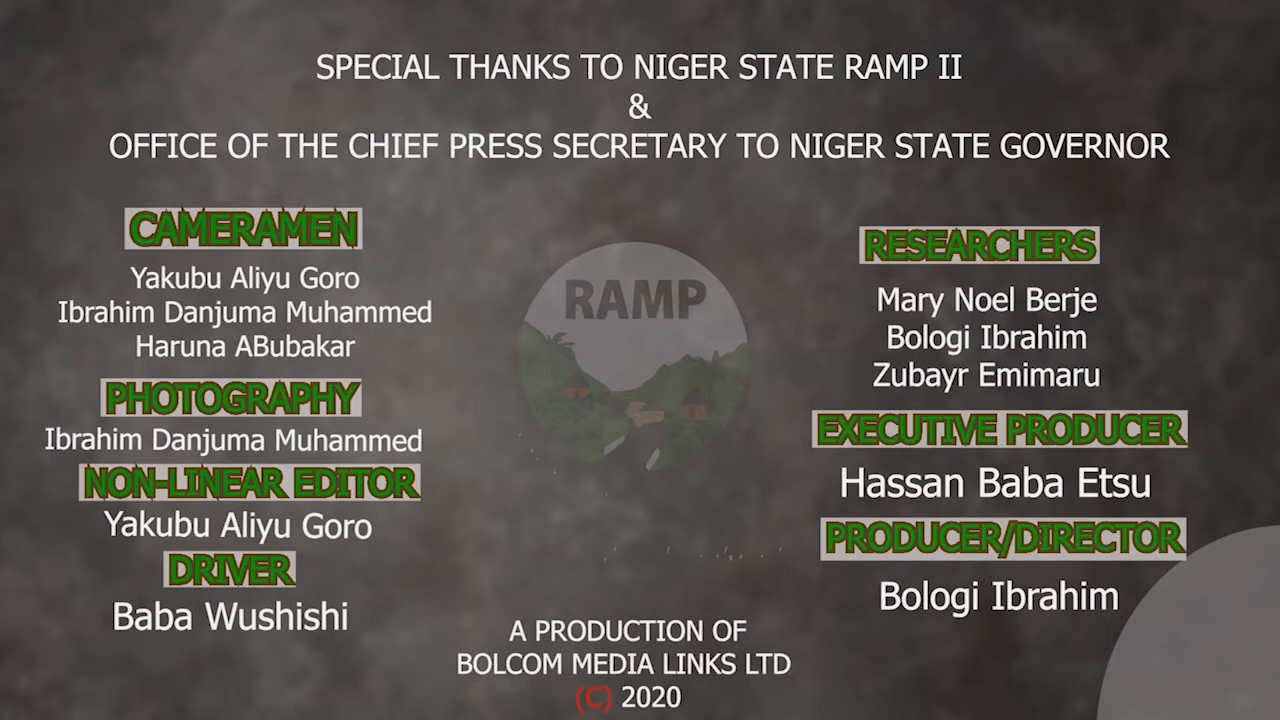 SPECIAL THANKS TO NIGER STATE RAMP II
&
OFFICE OF THE CHIEF PRESS SECRETARY TO NIGER STATE GOVERNOR
CAMERAMEN
Yakubu Aliyu Goro
Ibrahim Danjuma Muhammed
Haruna ABubakar
PHOTOGRAPHY
Ibrahim Danjuma Muhammed
NON-LINEAR EDITOR
Yakubu Aliyu Goro
DRIVER
Baba Wushishi
RAMP
RESEARCHERS
Mary Noel Berje
Bologi Ibrahim
Zubayr Emimaru
EXECUTIVE PRODUCER
Hassan Baba Etsu
PRODUCER/DIRECTOR
Bologi Ibrahim
A PRODUCTION OF
BOLCOM MEDIA LINKS LTD
(C) 2020